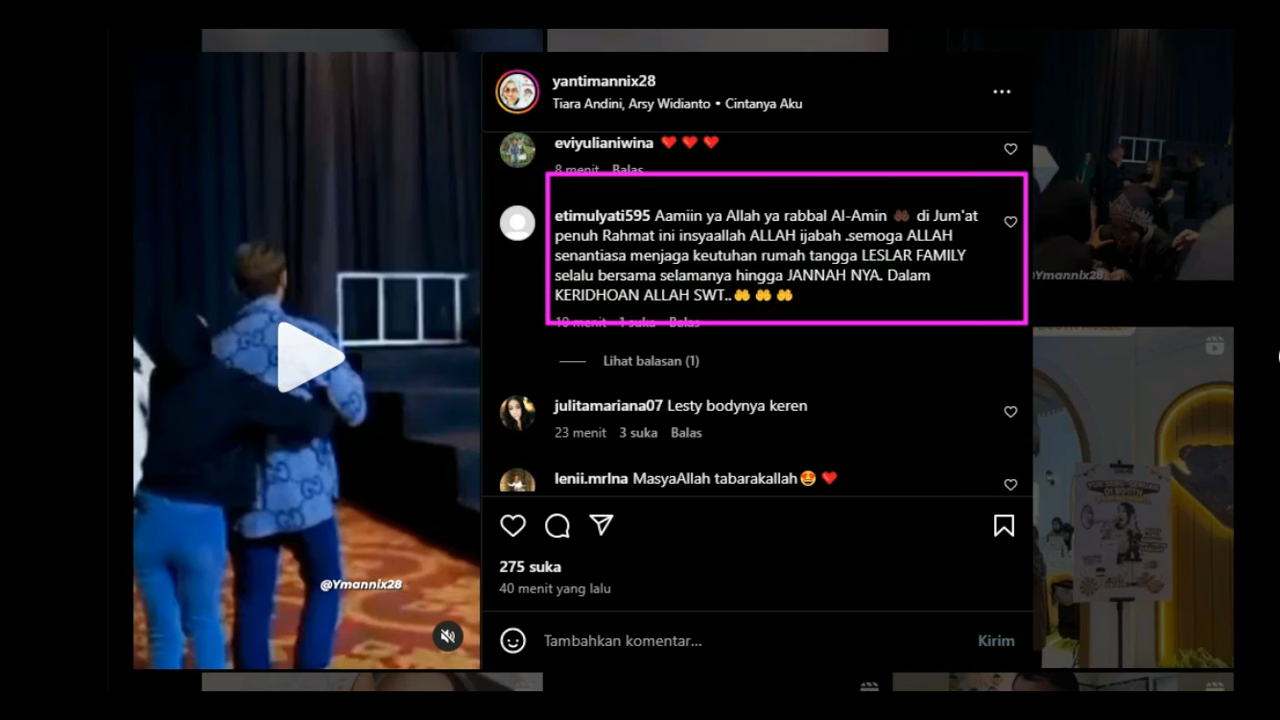 yantimannix28
Tiara Andini, Arsy Widianto • Cintanya Aku
eviyulianiwina ❤️ ❤️ ❤️
8 menit Balas
etimulyati595 Aamiin ya Allah ya rabbal Al-Amin 🤲🏿 di Jum'at
penuh Rahmat ini insyaallah ALLAH ijabah .semoga ALLAH
senantiasa menjaga keutuhan rumah tangga LESLAR FAMILY
selalu bersama selamanya hingga JANNAH NYA. Dalam
KERIDHOAN ALLAH SWT..🤲 🤲 🤲
10 menit 1 suka Balas
Lihat balasan (1)
julitamariana07 Lesty bodynya keren
23 menit 3 suka Balas
lenii.mrlna MasyaAllah tabarakallah🤩 ❤️
275 suka
40 menit yang lalu
Tambahkan komentar...
Kirim
@Ymannix28
Ymannix28